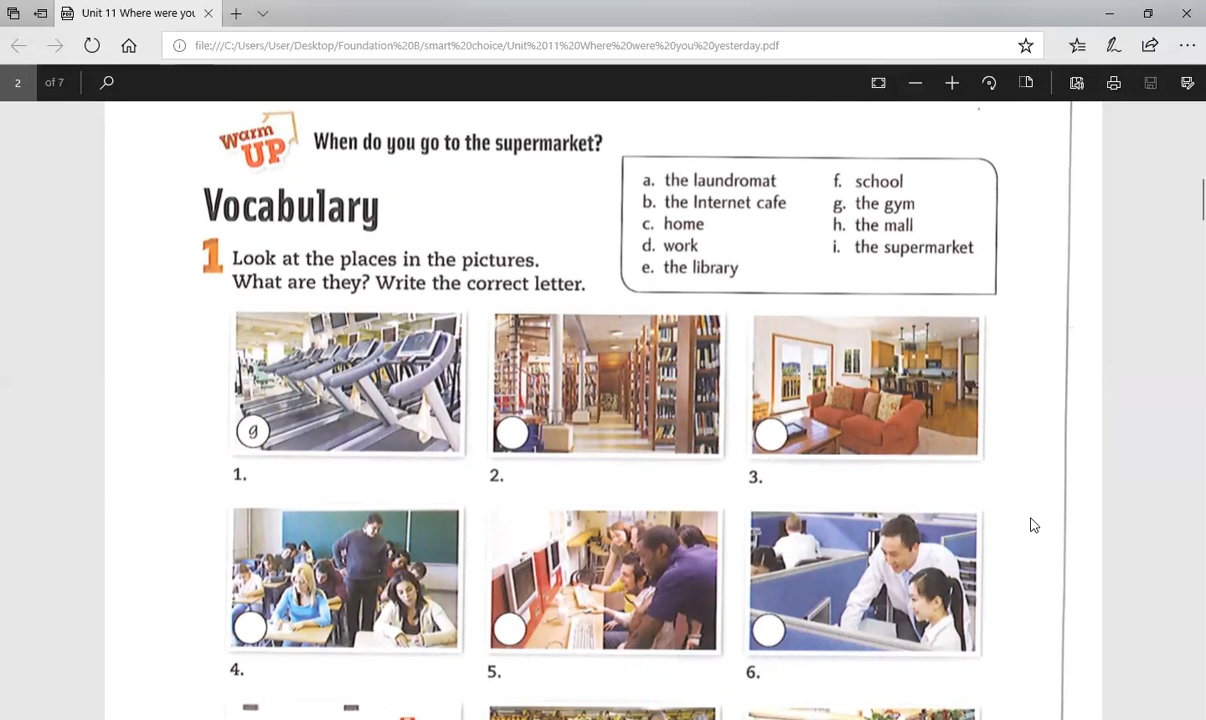 Unit 11 Where were you
file:///C:/Users/User/Desktop/Foundation%20B/smart%20choice/Unit%2011%20Where%20were%20you%20yesterday.pdf
2 of 7
Warm UP
When do you go to the supermarket?
Vocabulary
1 Look at the places in the pictures.
What are they? Write the correct letter.
a. the laundromat
b. the Internet cafe
c. home
d. work
e. the library
f. school
g. the gym
h. the mall
i. the supermarket
g
1.
2.
3.
4.
5.
6.